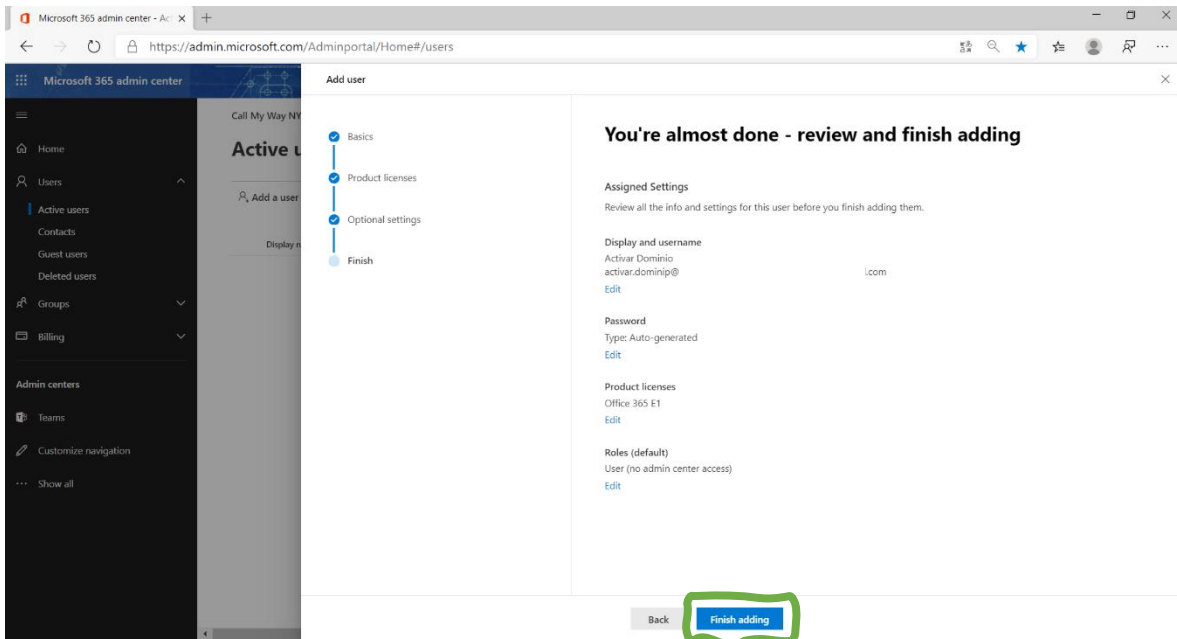 Microsoft 365 admin center - Ac
https://admin.microsoft.com/Adminportal/Home#/users
Microsoft 365 admin center
Home
Users
Active users
Contacts
Guest users
Deleted users
Groups
Billing
Admin centers
Teams
Customize navigation
Show all
Call My Way NY
Active u
Add a user
Display n
Add user
Basics
Product licenses
Optional settings
Finish
You're almost done - review and finish adding
Assigned Settings
Review all the info and settings for this user before you finish adding them.
Display and username
Activar Dominio
activar.dominip@ .com
Edit
Password
Type: Auto-generated
Edit
Product licenses
Office 365 E1
Edit
Roles (default)
User (no admin center access)
Edit
Back
Finish adding